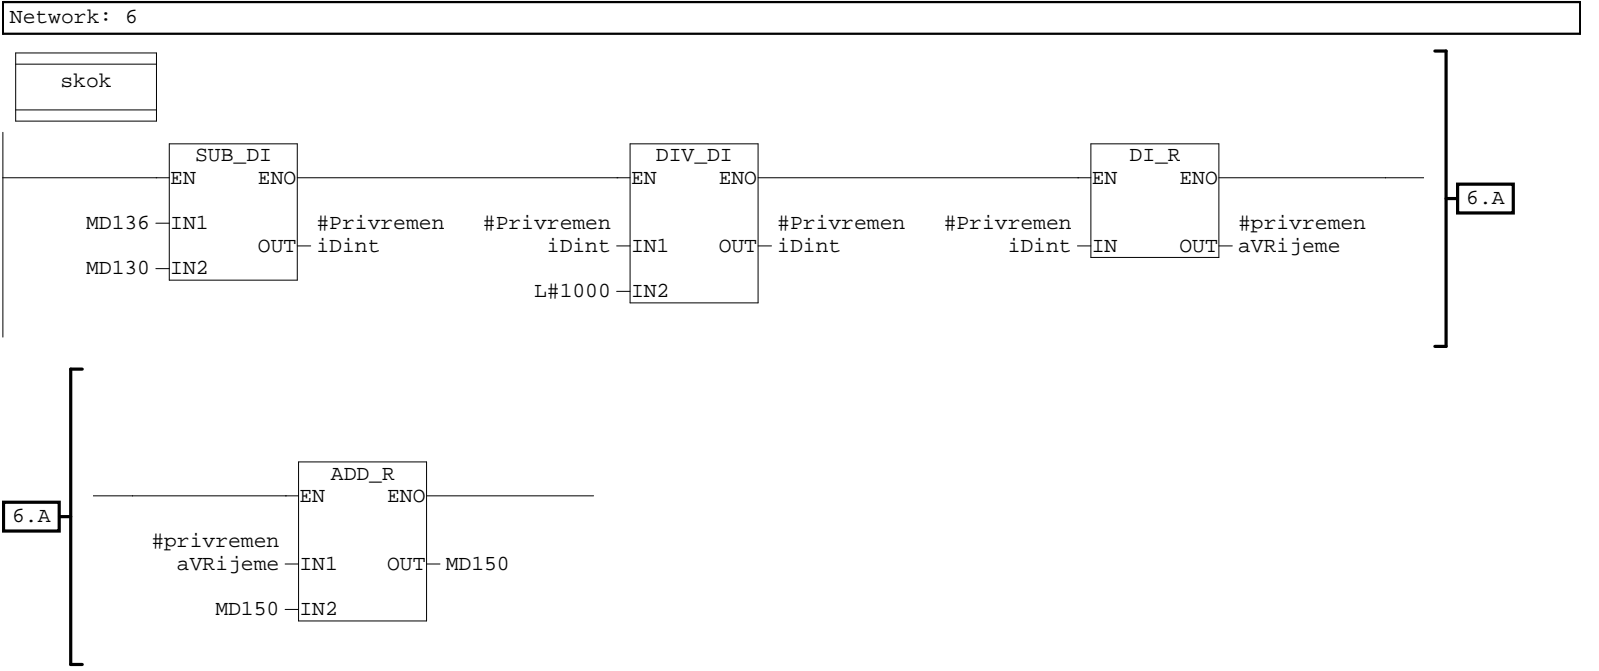 Network: 6
skok
SUB_DI DIV_DI DI_R
EN ENO EN ENO EN ENO
6.A
MD136 IN1 #Privremen #Privremen #Privremen #Privremen #privremen
OUT iDint iDint IN1 OUT iDint iDint IN OUT aVRijeme
MD130 IN2
L#1000 IN2
ADD_R
EN ENO
6.A
#privremen
aVRijeme IN1 OUT MD150
MD150 IN2